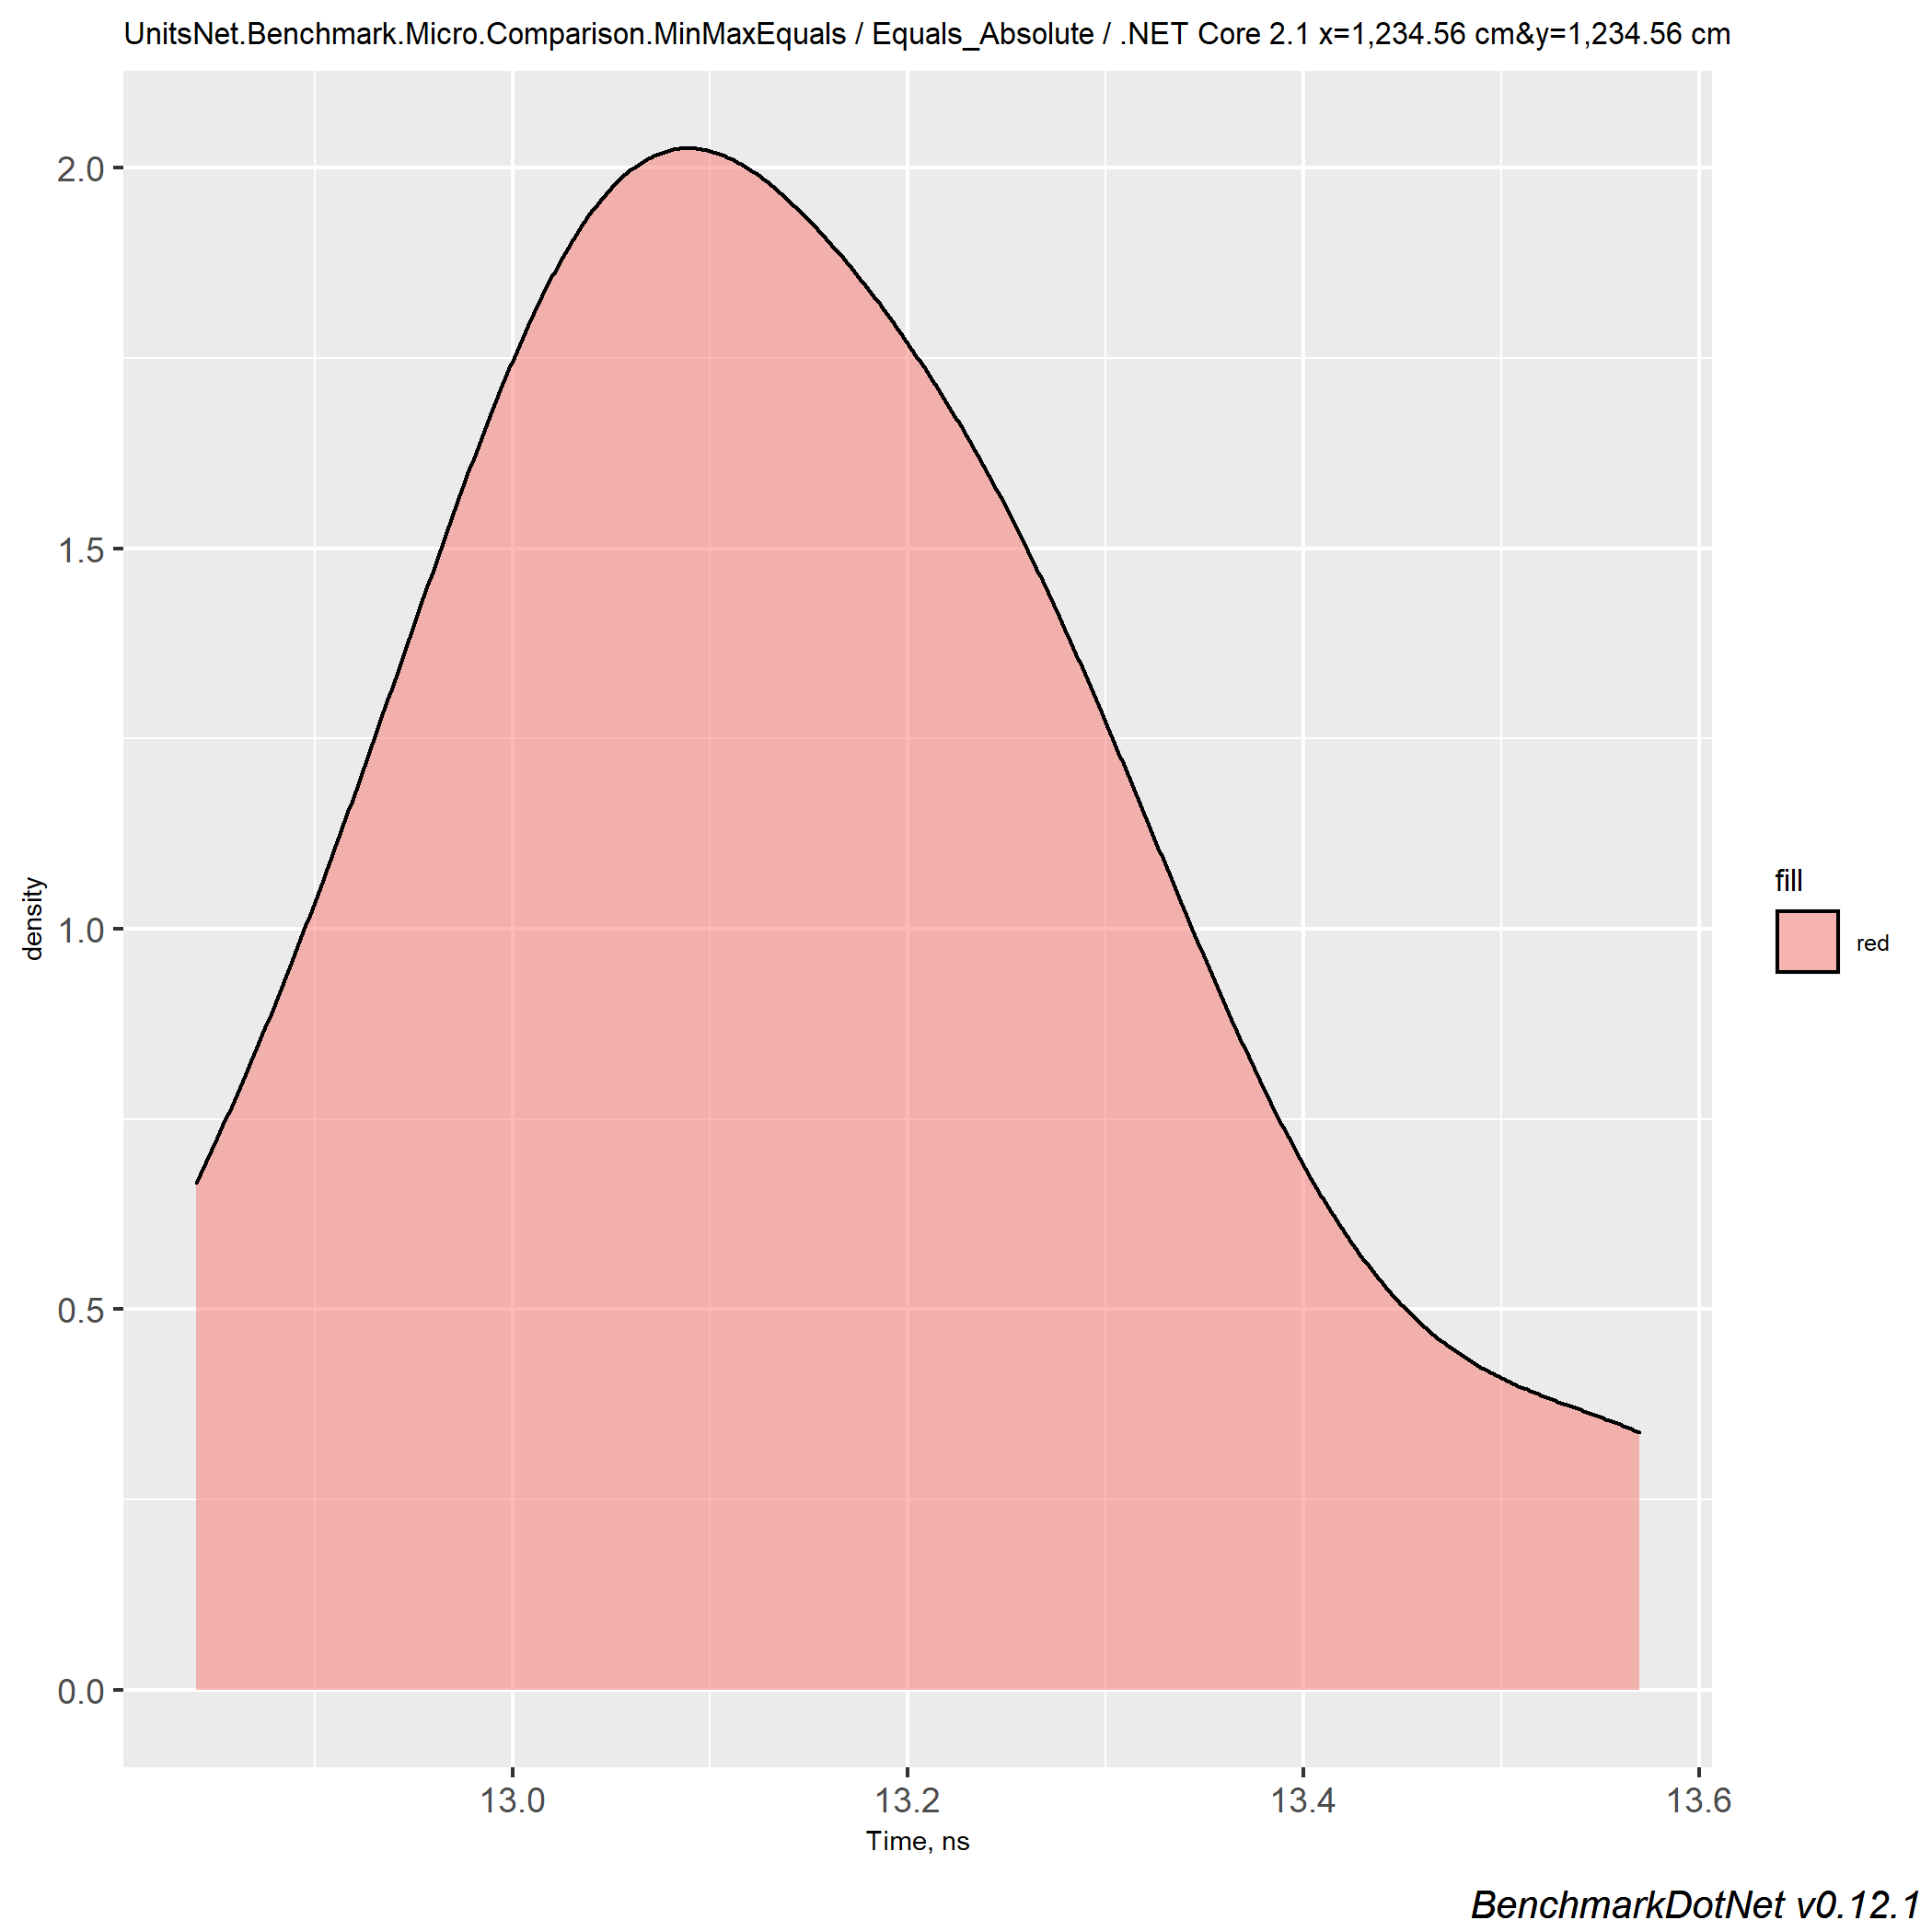 UnitsNet.Benchmark.Micro.Comparison.MinMaxEquals / Equals_Absolute / .NET Core 2.1 x=1,234.56 cm&y=1,234.56 cm
2.0
1.5
1.0
0.5
0.0
density
13.0 13.2 13.4 13.6
Time, ns
fill
red
BenchmarkDotNet v0.12.1